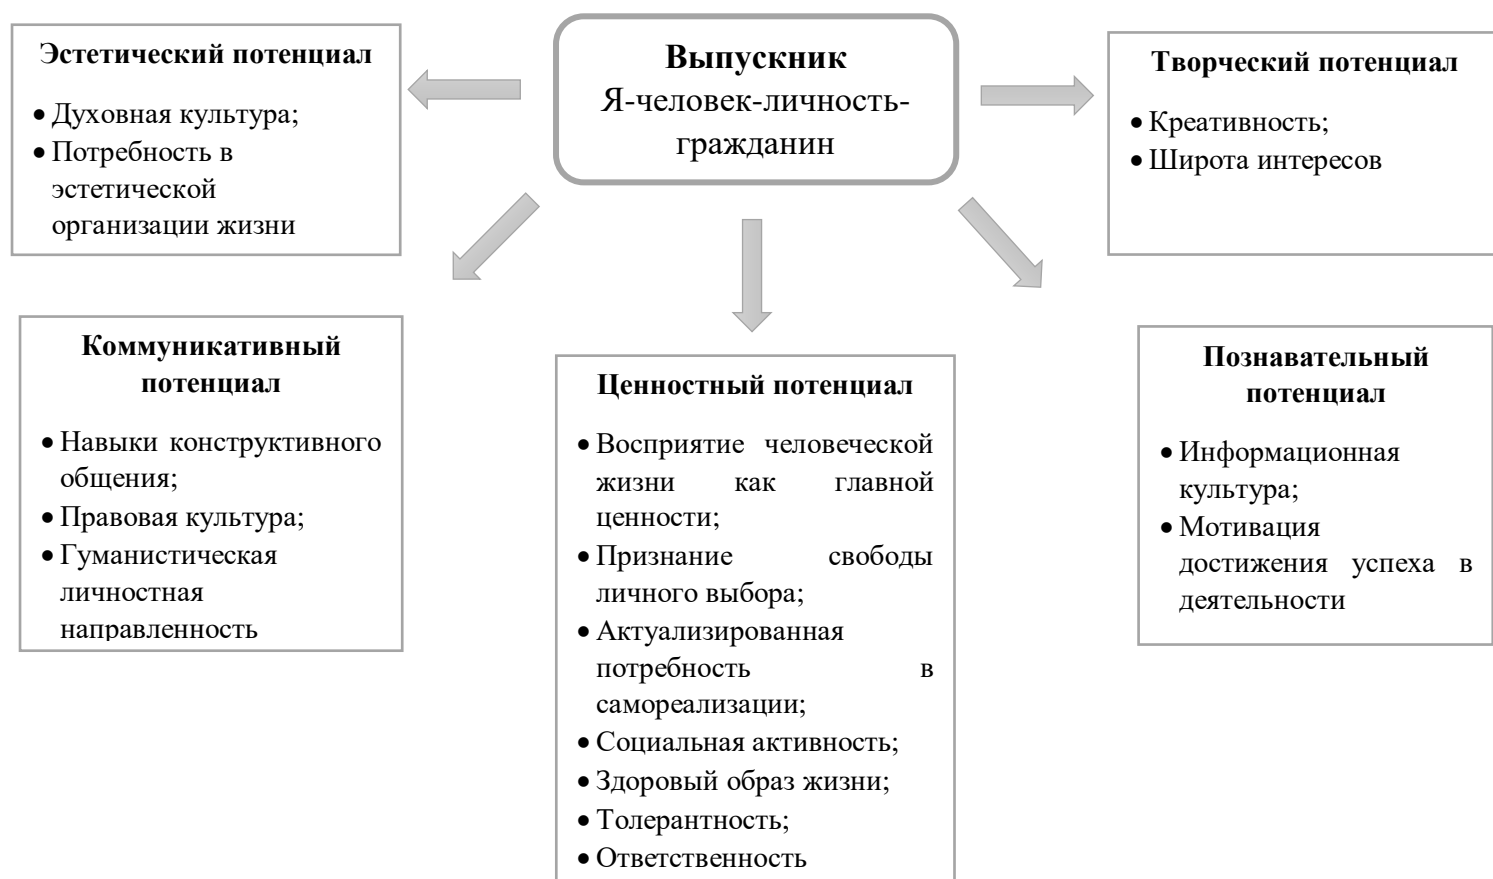 Эстетический потенциал
• Духовная культура;
• Потребность в
эстетической
организации жизни
Выпускник
Я-человек-личность-
гражданин
Творческий потенциал
• Креативность;
• Широта интересов
Коммуникативный
потенциал
• Навыки конструктивного
общения;
• Правовая культура;
• Гуманистическая
личностная
направленность
Ценностный потенциал
• Восприятие человеческой
жизни как главной
ценности;
• Признание свободы
личного выбора;
• Актуализированная
потребность в
самореализации;
• Социальная активность;
• Здоровый образ жизни;
• Толерантность;
• Ответственность
Познавательный
потенциал
• Информационная
культура;
• Мотивация
достижения успеха в
деятельности